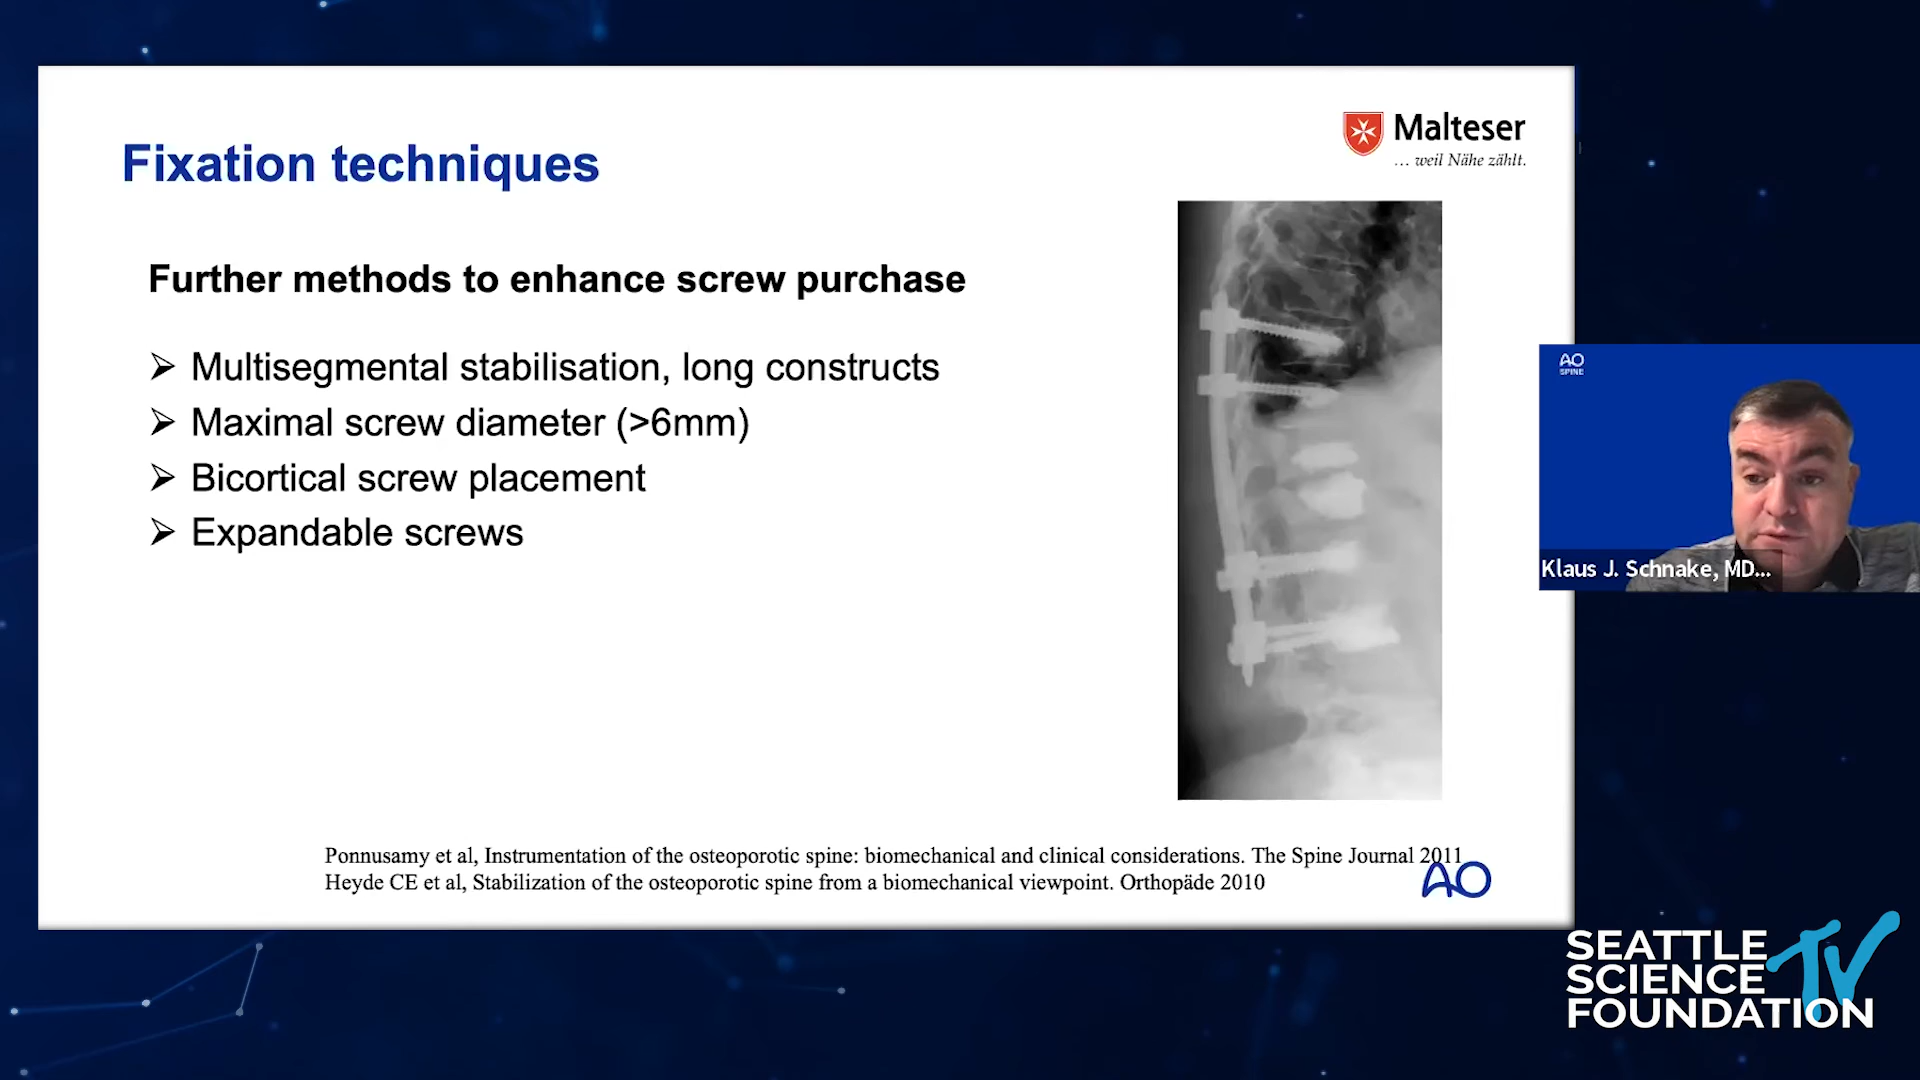 Malteser
... weil Nähe zählt.
Fixation techniques
Further methods to enhance screw purchase
➢ Multisegmental stabilisation, long constructs
➢ Maximal screw diameter (>6mm)
➢ Bicortical screw placement
➢ Expandable screws
AO
SPINE
Klaus J. Schnake, MD...
Ponnusamy et al, Instrumentation of the osteoporotic spine: biomechanical and clinical considerations. The Spine Journal 2011
Heyde CE et al, Stabilization of the osteoporotic spine from a biomechanical viewpoint. Orthopäde 2010
AO
SEATTLE
SCIENCE TV
FOUNDATION